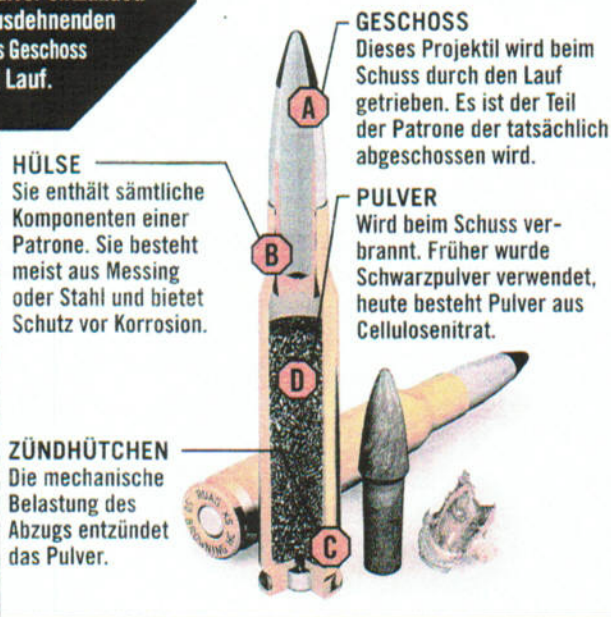 usdehnenden
s Geschoss
Lauf.
GESCHOSS
Dieses Projektil wird beim
Schuss durch den Lauf
getrieben. Es ist der Teil
der Patrone der tatsächlich
abgeschossen wird.
HÜLSE
Sie enthält sämtliche
Komponenten einer
Patrone. Sie besteht
meist aus Messing
oder Stahl und bietet
Schutz vor Korrosion.
PULVER
Wird beim Schuss ver-
brannt. Früher wurde
Schwarzpulver verwendet,
heute besteht Pulver aus
Cellulosenitrat.
ZÜNDHÜTCHEN
Die mechanische
Belastung des
Abzugs entzündet
das Pulver.
A
B
D
C
RUAG
BROWNING